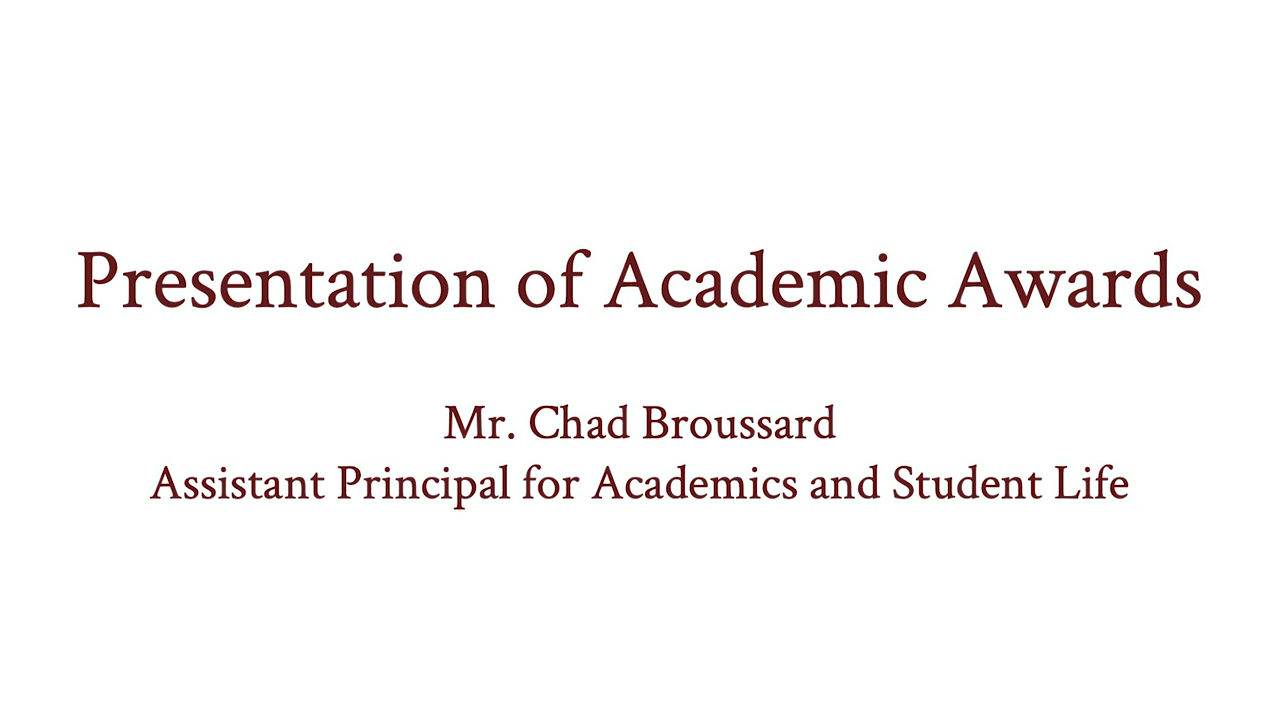 Presentation of Academic Awards
Mr. Chad Broussard
Assistant Principal for Academics and Student Life